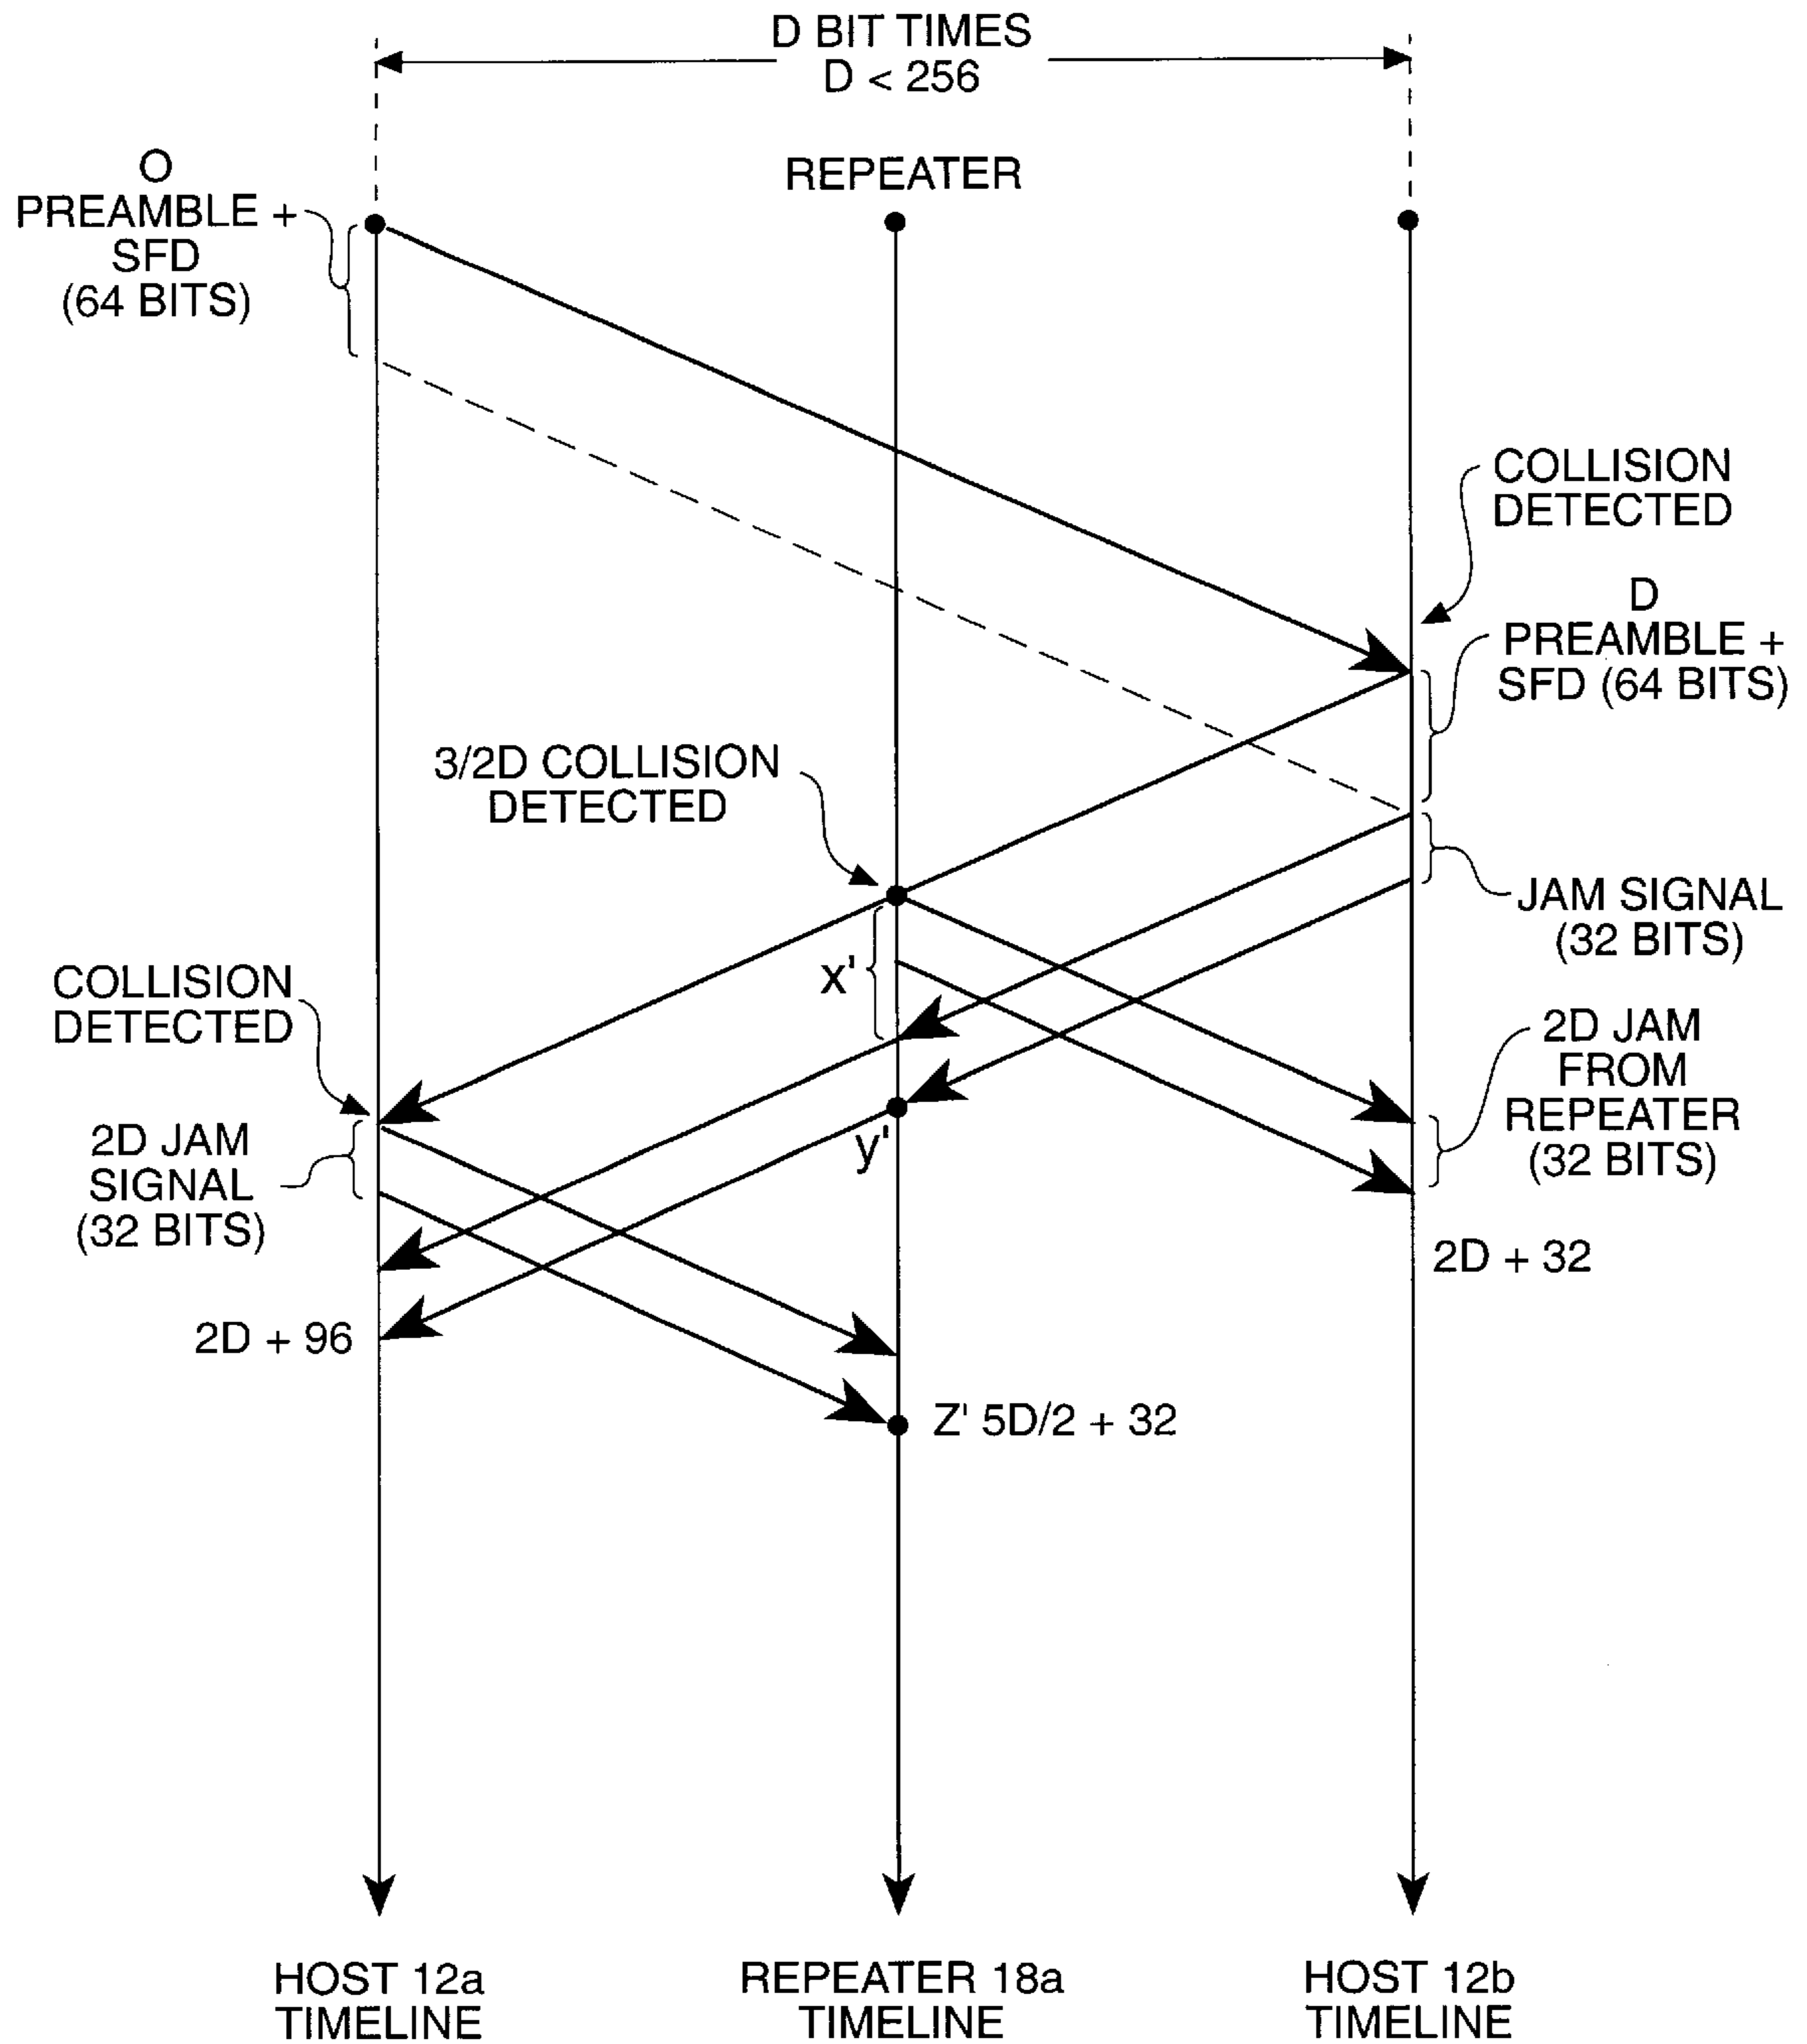 D BIT TIMES
D < 256
O
PREAMBLE +
SFD
(64 BITS)
REPEATER
COLLISION
DETECTED
D
PREAMBLE +
SFD (64 BITS)
3/2D COLLISION
DETECTED
JAM SIGNAL
(32 BITS)
COLLISION
DETECTED
x'
2D JAM
FROM
REPEATER
(32 BITS)
2D JAM
SIGNAL
(32 BITS)
y'
2D + 32
2D + 96
Z' 5D/2 + 32
HOST 12a
TIMELINE
REPEATER 18a
TIMELINE
HOST 12b
TIMELINE